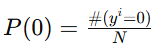 P(0) = #(y^i=0) / N